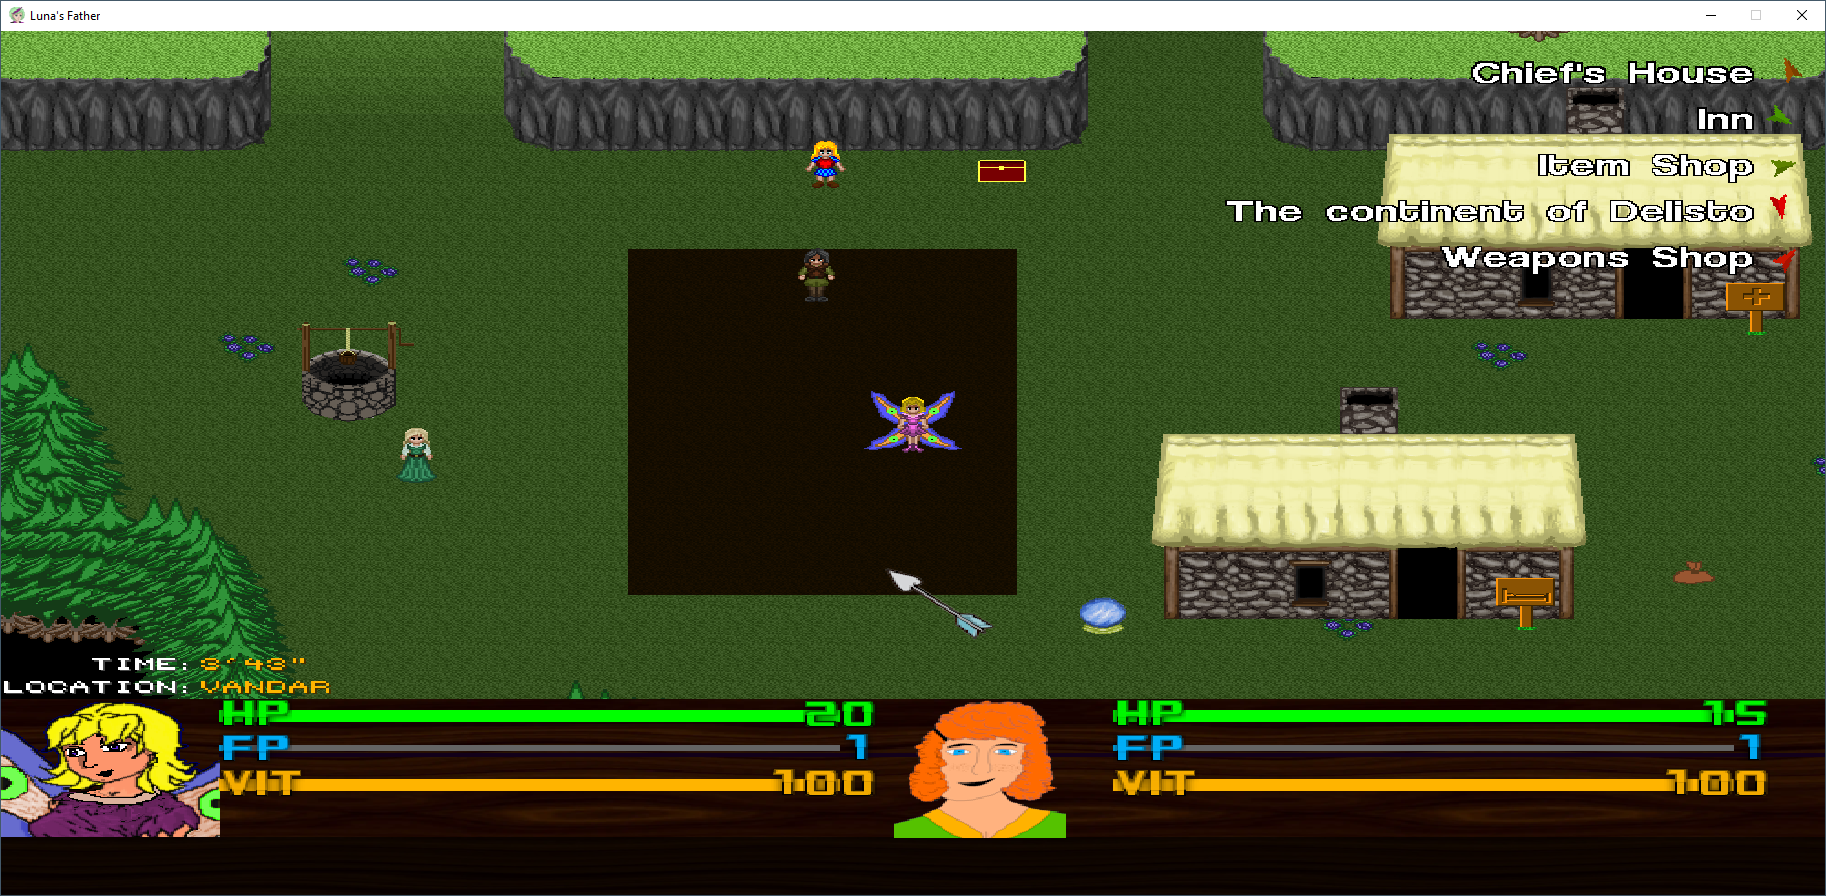 Luna's Father
Chief's House
Inn
Item Shop
The continent of Delisto
Weapons Shop
TIME: 3'43"
LOCATION: VANDAR
HP 20
FP 1
VIT 100
HP 15
FP 1
VIT 100